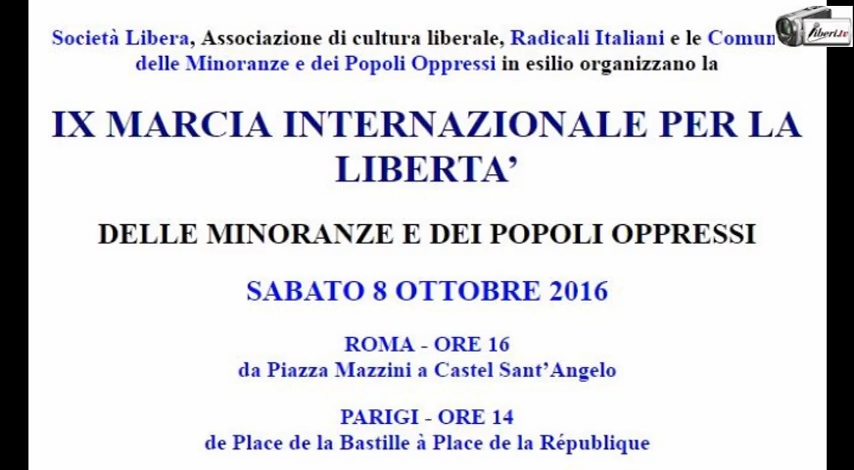 Società Libera, Associazione di cultura liberale, Radicali Italiani e le
delle Minoranze e dei Popoli Oppressi in esilio organizzano la
IX MARCIA INTERNAZIONALE PER LA
LIBERTA'
DELLE MINORANZE E DEI POPOLI OPPRESSI
SABATO 8 OTTOBRE 2016
ROMA - ORE 16
da Piazza Mazzini a Castel Sant'Angelo
PARIGI - ORE 14
de Place de la Bastille à Place de la République
liberi.tv